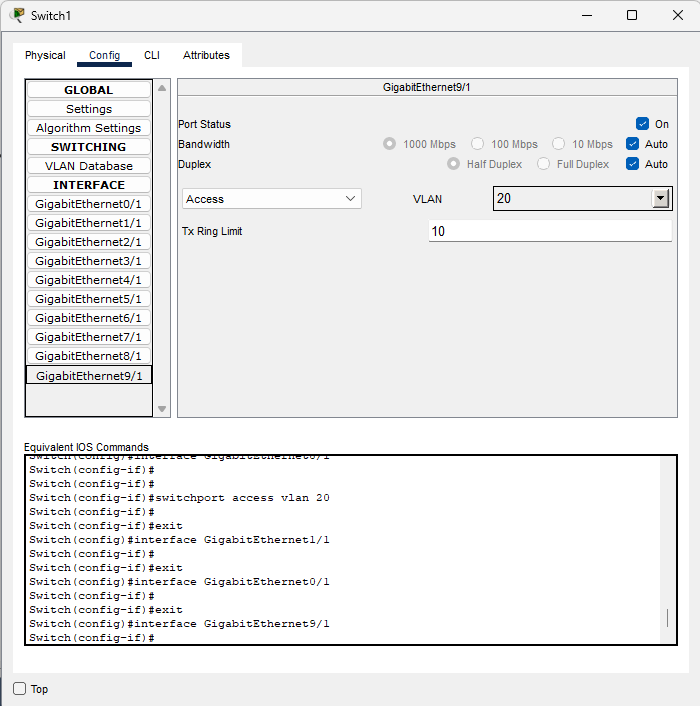 Switch1
Physical Config CLI Attributes
GLOBAL
Settings
Algorithm Settings
SWITCHING
VLAN Database
INTERFACE
GigabitEthernet0/1
GigabitEthernet1/1
GigabitEthernet2/1
GigabitEthernet3/1
GigabitEthernet4/1
GigabitEthernet5/1
GigabitEthernet6/1
GigabitEthernet7/1
GigabitEthernet8/1
GigabitEthernet9/1
GigabitEthernet9/1
Port Status On
Bandwidth 1000 Mbps 100 Mbps 10 Mbps Auto
Duplex Half Duplex Full Duplex Auto
Access VLAN 20
Tx Ring Limit 10
Equivalent IOS Commands
Switch(config)#interface
Switch(config-if)#
Switch(config-if)#
Switch(config-if)#switchport access vlan 20
Switch(config-if)#
Switch(config-if)#exit
Switch(config)#interface GigabitEthernet1/1
Switch(config-if)#
Switch(config-if)#exit
Switch(config)#interface GigabitEthernet0/1
Switch(config-if)#
Switch(config-if)#exit
Switch(config)#interface GigabitEthernet9/1
Switch(config-if)#
Top